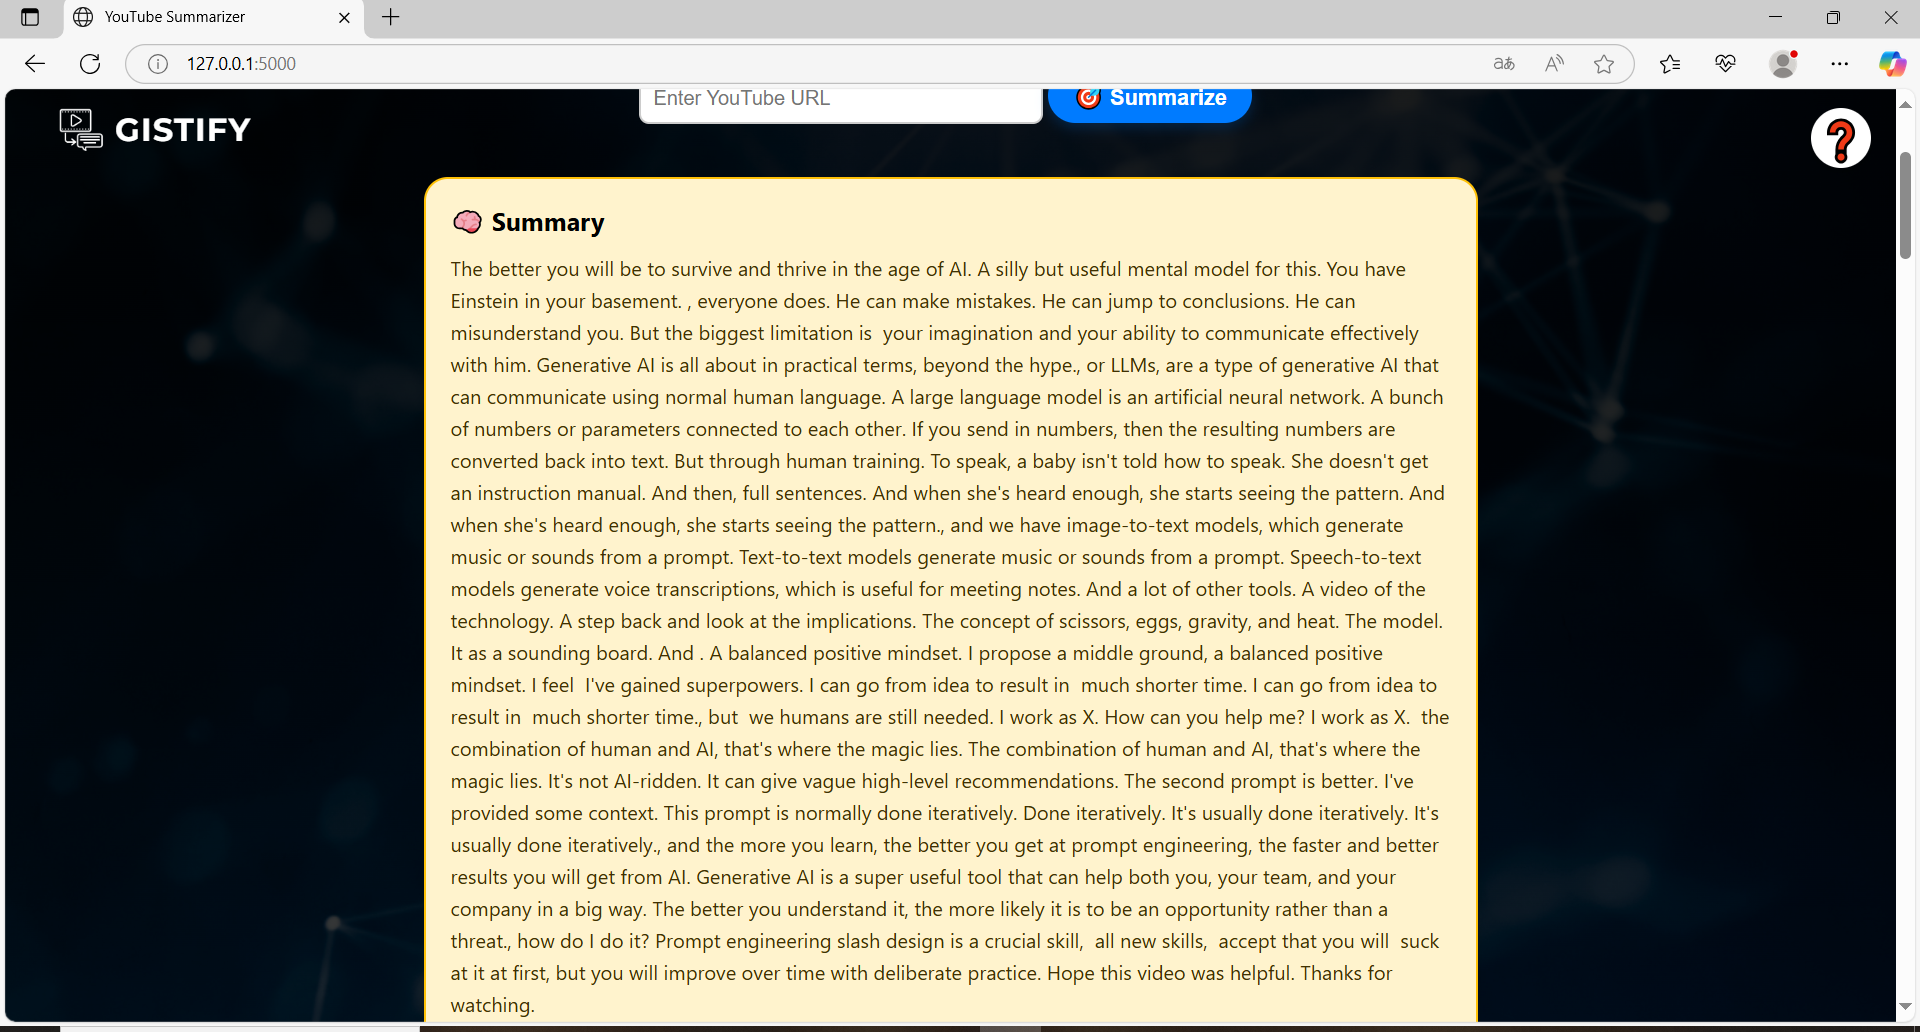 YouTube Summarizer
127.0.0.1:5000
Enter YouTube URL
Summarize
GISTIFY
Summary
The better you will be to survive and thrive in the age of AI. A silly but useful mental model for this. You have
Einstein in your basement. , everyone does. He can make mistakes. He can jump to conclusions. He can
misunderstand you. But the biggest limitation is  your imagination and your ability to communicate effectively
with him. Generative AI is all about in practical terms, beyond the hype., or LLMs, are a type of generative AI that
can communicate using normal human language. A large language model is an artificial neural network. A bunch
of numbers or parameters connected to each other. If you send in numbers, then the resulting numbers are
converted back into text. But through human training. To speak, a baby isn't told how to speak. She doesn't get
an instruction manual. And then, full sentences. And when she's heard enough, she starts seeing the pattern. And
when she's heard enough, she starts seeing the pattern., and we have image-to-text models, which generate
music or sounds from a prompt. Text-to-text models generate music or sounds from a prompt. Speech-to-text
models generate voice transcriptions, which is useful for meeting notes. And a lot of other tools. A video of the
technology. A step back and look at the implications. The concept of scissors, eggs, gravity, and heat. The model.
It as a sounding board. And . A balanced positive mindset. I propose a middle ground, a balanced positive
mindset. I feel  I've gained superpowers. I can go from idea to result in  much shorter time. I can go from idea to
result in  much shorter time., but  we humans are still needed. I work as X. How can you help me? I work as X.  the
combination of human and AI, that's where the magic lies. The combination of human and AI, that's where the
magic lies. It's not AI-ridden. It can give vague high-level recommendations. The second prompt is better. I've
provided some context. This prompt is normally done iteratively. Done iteratively. It's usually done iteratively. It's
usually done iteratively., and the more you learn, the better you get at prompt engineering, the faster and better
results you will get from AI. Generative AI is a super useful tool that can help both you, your team, and your
company in a big way. The better you understand it, the more likely it is to be an opportunity rather than a
threat., how do I do it? Prompt engineering slash design is a crucial skill,  all new skills,  accept that you will  suck
at it at first, but you will improve over time with deliberate practice. Hope this video was helpful. Thanks for
watching.